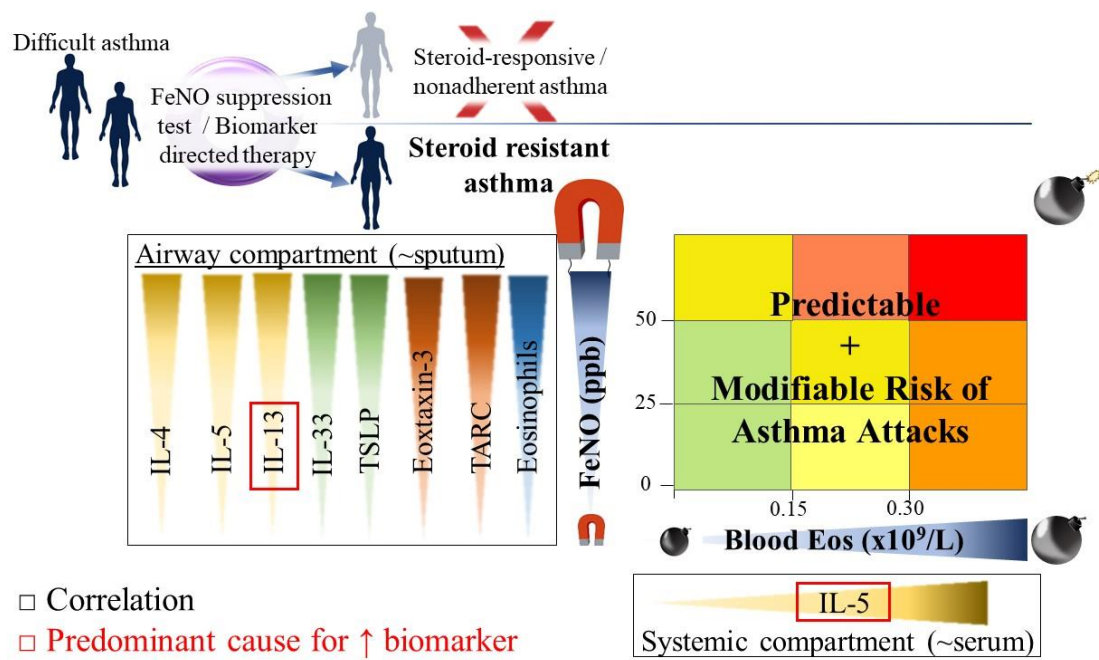 Difficult asthma
FeNO suppression
test / Biomarker
directed therapy
Steroid-responsive /
nonadherent asthma
Steroid resistant
asthma
Airway compartment (~sputum)
IL-4
IL-5
IL-13
IL-33
TSLP
Eoxtaxin-3
TARC
Eosinophils
FeNO (ppb)
50
25
0
Predictable
+
Modifiable Risk of
Asthma Attacks
0.15
0.30
Blood Eos (x10⁹/L)
IL-5
Systemic compartment (~serum)
□ Correlation
□ Predominant cause for ↑ biomarker